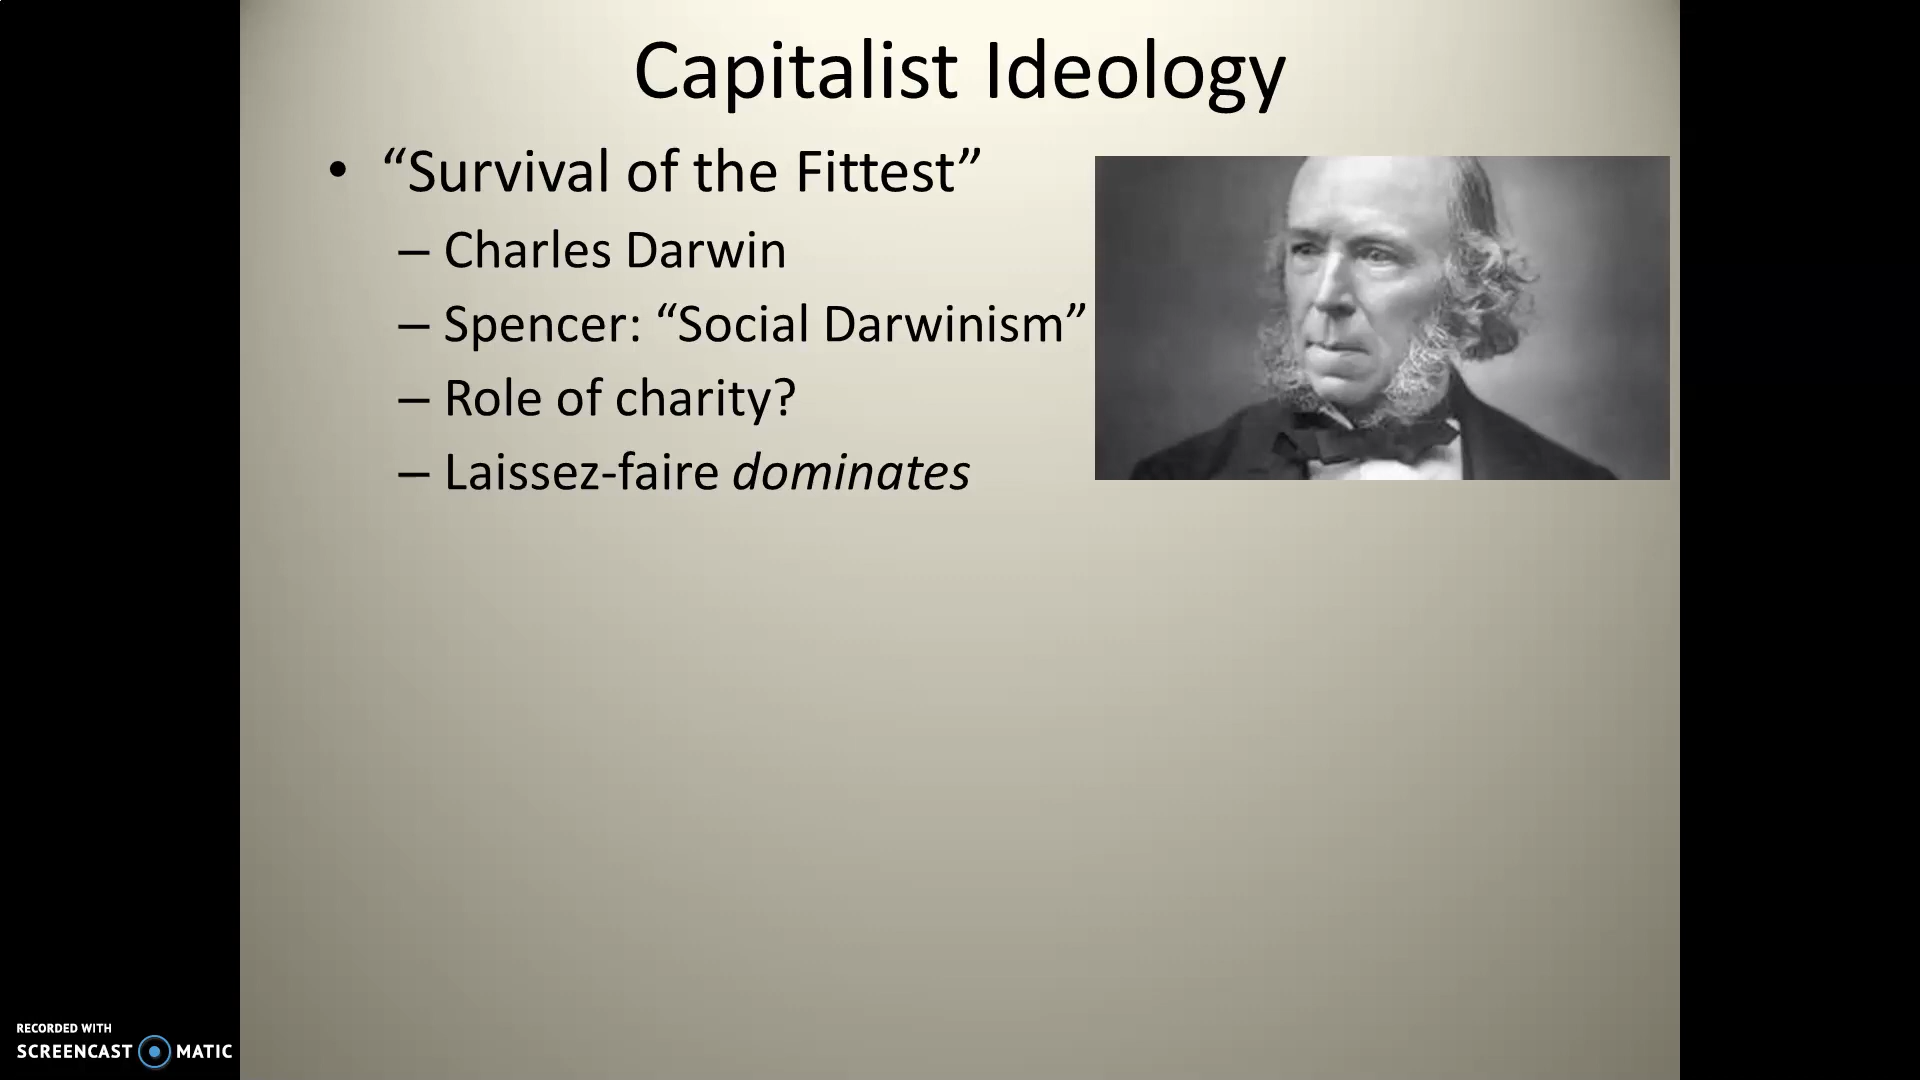 Capitalist Ideology
• “Survival of the Fittest”
– Charles Darwin
– Spencer: “Social Darwinism”
– Role of charity?
– Laissez-faire dominates
RECORDED WITH
SCREENCAST MATIC